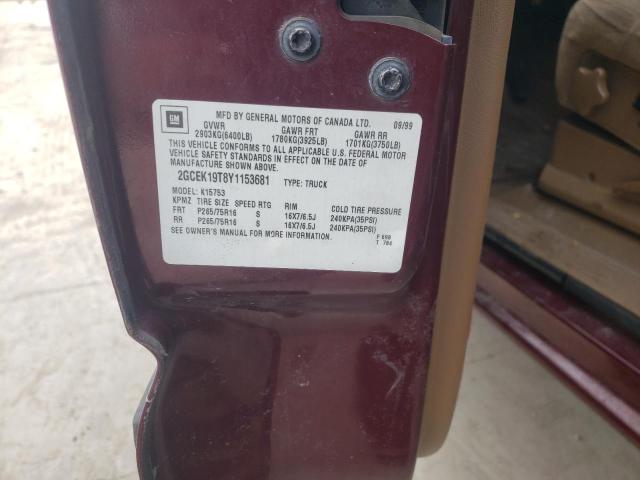 GM
MFD BY GENERAL MOTORS OF CANADA LTD. 09/99
GVWR GAWR FRT GAWR RR
2903KG(6400LB) 1780KG(3925LB) 1701KG(3750LB)
THIS VEHICLE CONFORMS TO ALL APPLICABLE U.S. FEDERAL MOTOR
VEHICLE SAFETY STANDARDS IN EFFECT ON THE DATE OF
MANUFACTURE SHOWN ABOVE.
2GCEK19T8Y1153681 TYPE: TRUCK
MODEL: K15753
KPMZ TIRE SIZE SPEED RTG RIM COLD TIRE PRESSURE
FRT P265/75R16 S 16X7/6.5J 240KPA(35PSI)
RR P265/75R16 S 16X7/6.5J 240KPA(35PSI)
SEE OWNER'S MANUAL FOR MORE INFORMATION.
F 698
T 784